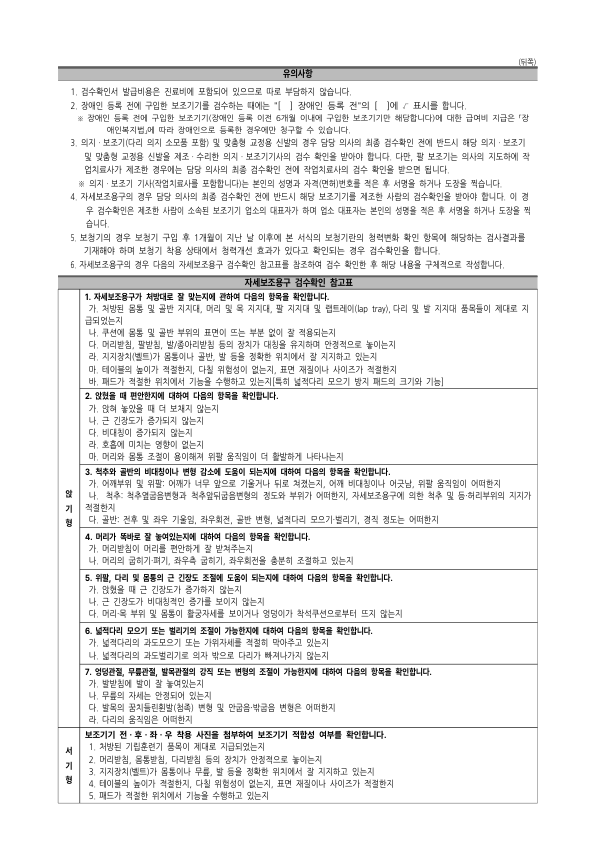 (뒤쪽)
유의사항
1. 검수확인서 발급비용은 진료비에 포함되어 있으므로 따로 부담하지 않습니다.
2. 장애인 등록 전에 구입한 보조기기를 검수하는 때에는 "[　] 장애인 등록 전"의 [　]에 √ 표시를 합니다.
※ 장애인 등록 전에 구입한 보조기기(장애인 등록 이전 6개월 이내에 구입한 보조기기만 해당합니다)에 대한 급여비 지급은 「장
애인복지법」에 따라 장애인으로 등록한 경우에만 청구할 수 있습니다.
3. 의지ㆍ보조기(다리 의지 소모품 포함) 및 맞춤형 교정용 신발의 경우 담당 의사의 최종 검수확인 전에 반드시 해당 의지ㆍ보조기
및 맞춤형 교정용 신발을 제조ㆍ수리한 의지ㆍ보조기기사의 검수 확인을 받아야 합니다. 다만, 팔 보조기는 의사의 지도하에 작
업치료사가 제조한 경우에는 담당 의사의 최종 검수확인 전에 작업치료사의 검수 확인을 받으면 됩니다.
※ 의지ㆍ보조기 기사(작업치료사를 포함합니다)는 본인의 성명과 자격(면허)번호를 적은 후 서명을 하거나 도장을 찍습니다.
4. 자세보조용구의 경우 담당 의사의 최종 검수확인 전에 반드시 해당 보조기기를 제조한 사람의 검수확인을 받아야 합니다. 이 경
우 검수확인은 제조한 사람이 소속된 보조기기 업소의 대표자가 하며 업소 대표자는 본인의 성명을 적은 후 서명을 하거나 도장을 찍
습니다.
5. 보청기의 경우 보청기 구입 후 1개월이 지난 날 이후에 본 서식의 보청기란의 청력변화 확인 항목에 해당하는 검사결과를
기재해야 하며 보청기 착용 상태에서 청력개선 효과가 있다고 확인되는 경우 검수확인을 합니다.
6. 자세보조용구의 경우 다음의 자세보조용구 검수확인 참고표를 참조하여 검수 확인한 후 해당 내용을 구체적으로 작성합니다.
자세보조용구 검수확인 참고표
앉
기
형
1. 자세보조용구가 처방대로 잘 맞는지에 관하여 다음의 항목을 확인합니다.
가. 처방된 몸통 및 골반 지지대, 머리 및 목 지지대, 팔 지지대 및 랩트레이(lap tray), 다리 및 발 지지대 품목들이 제대로 지
급되었는지
나. 쿠션에 몸통 및 골반 부위의 표면이 뜨는 부분 없이 잘 적용되는지
다. 머리받침, 팔받침, 발/종아리받침 등의 장치가 대칭을 유지하며 안정적으로 놓이는지
라. 지지장치(벨트)가 몸통이나 골반, 발 등을 정확한 위치에서 잘 지지하고 있는지
마. 테이블의 높이가 적절한지, 다칠 위험성이 없는지, 표면 재질이나 사이즈가 적절한지
바. 패드가 적절한 위치에서 기능을 수행하고 있는지[특히 넓적다리 모으기 방지 패드의 크기와 기능]
2. 앉혔을 때 편안한지에 대하여 다음의 항목을 확인합니다.
가. 앉혀 놓았을 때 더 보채지 않는지
나. 근 긴장도가 증가되지 않는지
다. 비대칭이 증가되지 않는지
라. 호흡에 미치는 영향이 없는지
마. 머리와 몸통 조절이 용이해져 위팔 움직임이 더 활발하게 나타나는지
3. 척추와 골반의 비대칭이나 변형 감소에 도움이 되는지에 대하여 다음의 항목을 확인합니다.
가. 어깨부위 및 위팔: 어깨가 너무 앞으로 기울거나 뒤로 쳐졌는지, 어깨 비대칭이나 어긋남, 위팔 움직임이 어떠한지
나. 척추: 척추옆굽음변형과 척추앞뒤굽음변형의 정도와 부위가 어떠한지, 자세보조용구에 의한 척추 및 등·허리부위의 지지가
적절한지
다. 골반: 전후 및 좌우 기울임, 좌우회전, 골반 변형, 넓적다리 모으기·벌리기, 경직 정도는 어떠한지
4. 머리가 똑바로 잘 놓여있는지에 대하여 다음의 항목을 확인합니다.
가. 머리받침이 머리를 편안하게 잘 받쳐주는지
나. 머리의 굽히기·펴기, 좌우측 굽히기, 좌우회전을 충분히 조절하고 있는지
5. 위팔, 다리 및 몸통의 근 긴장도 조절에 도움이 되는지에 대하여 다음의 항목을 확인합니다.
가. 앉혔을 때 근 긴장도가 증가하지 않는지
나. 근 긴장도가 비대칭적인 증가를 보이지 않는지
다. 머리·목 부위 및 몸통이 활궁자세를 보이거나 엉덩이가 착석쿠션으로부터 뜨지 않는지
6. 넓적다리 모으기 또는 벌리기의 조절이 가능한지에 대하여 다음의 항목을 확인합니다.
가. 넓적다리의 과도모으기 또는 가위자세를 적절히 막아주고 있는지
나. 넓적다리의 과도벌리기로 의자 밖으로 다리가 빠져나가지 않는지
7. 엉덩관절, 무릎관절, 발목관절의 강직 또는 변형의 조절이 가능한지에 대하여 다음의 항목을 확인합니다.
가. 발받침에 발이 잘 놓여있는지
나. 무릎의 자세는 안정되어 있는지
다. 발목의 꿈치들린휜발(첨족) 변형 및 안굽음·밖굽음 변형은 어떠한지
라. 다리의 움직임은 어떠한지
서
기
형
보조기기 전ㆍ후ㆍ좌ㆍ우 착용 사진을 첨부하여 보조기기 적합성 여부를 확인합니다.
1. 처방된 기립훈련기 품목이 제대로 지급되었는지
2. 머리받침, 몸통받침, 다리받침 등의 장치가 안정적으로 놓이는지
3. 지지장치(벨트)가 몸통이나 무릎, 발 등을 정확한 위치에서 잘 지지하고 있는지
4. 테이블의 높이가 적절한지, 다칠 위험성이 없는지, 표면 재질이나 사이즈가 적절한지
5. 패드가 적절한 위치에서 기능을 수행하고 있는지